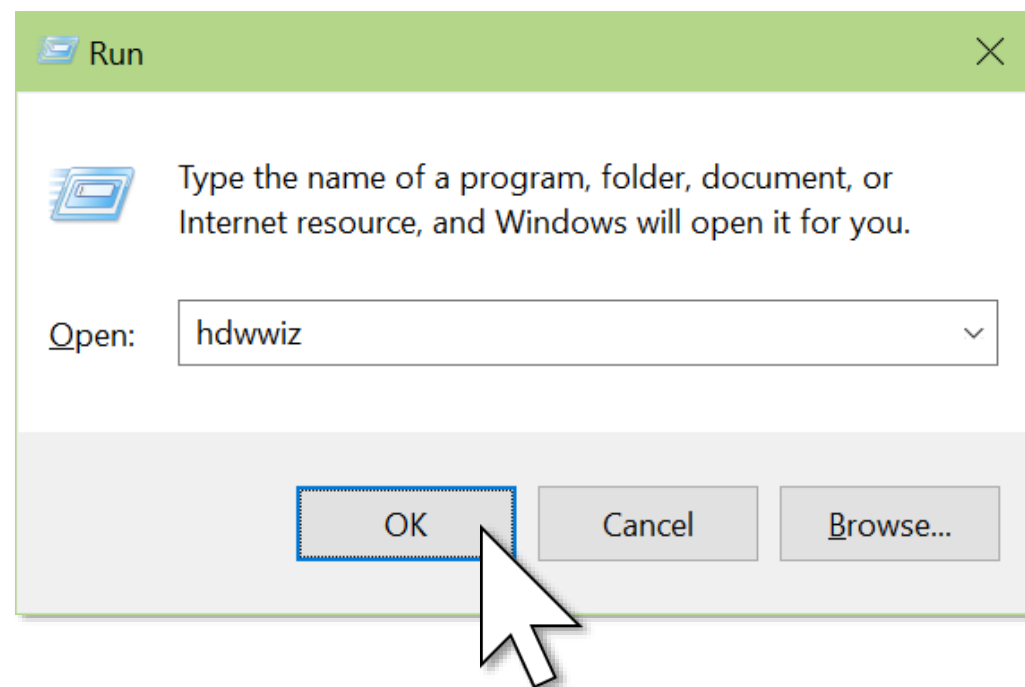 Run
Type the name of a program, folder, document, or
Internet resource, and Windows will open it for you.
Open: hdwwiz
OK Cancel Browse...